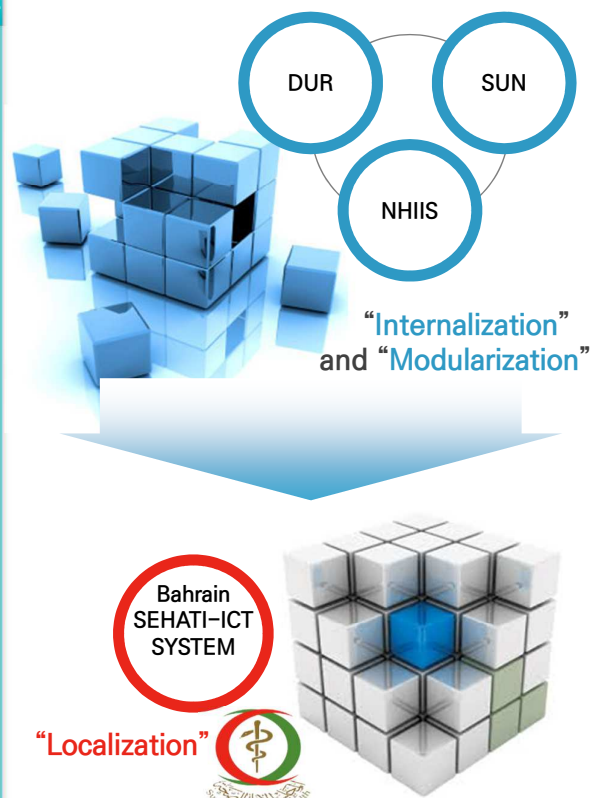 DUR
SUN
NHIIS
“Internalization”
and “Modularization”
Bahrain
SEHATI-ICT
SYSTEM
“Localization”